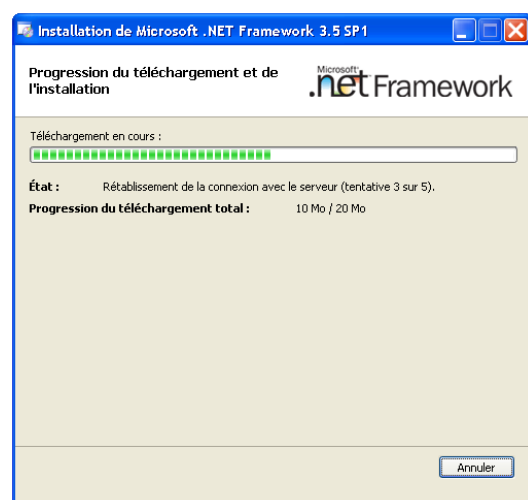 Installation de Microsoft .NET Framework 3.5 SP1
Progression du téléchargement et de
l'installation
Microsoft
.net Framework
Téléchargement en cours :
État : Rétablissement de la connexion avec le serveur (tentative 3 sur 5).
Progression du téléchargement total : 10 Mo / 20 Mo
Annuler